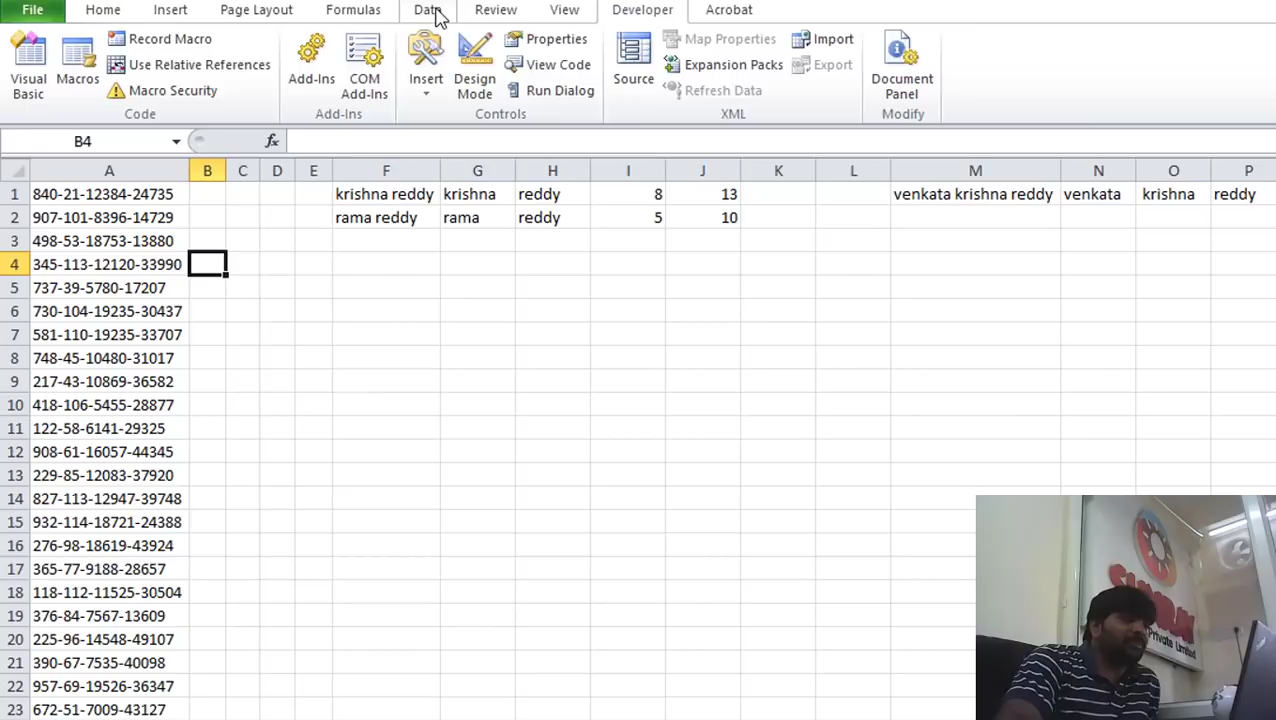 File Home Insert Page Layout Formulas Data Review View Developer Acrobat
Visual Basic Macros Record Macro Use Relative References Macro Security Code
Add-Ins COM Add-Ins Add-Ins
Insert Design Mode Properties View Code Run Dialog Controls
Source Map Properties Expansion Packs Refresh Data Import Export XML
Document Panel Modify
B4 fx
A B C D E F G H I J K L M N O P
1 840-21-12384-24735 krishna reddy krishna reddy 8 13 venkata krishna reddy venkata krishna reddy
2 907-101-8396-14729 rama reddy rama reddy 5 10
3 498-53-18753-13880
4 345-113-12120-33990
5 737-39-5780-17207
6 730-104-19235-30437
7 581-110-19235-33707
8 748-45-10480-31017
9 217-43-10869-36582
10 418-106-5455-28877
11 122-58-6141-29325
12 908-61-16057-44345
13 229-85-12083-37920
14 827-113-12947-39748
15 932-114-18721-24388
16 276-98-18619-43924
17 365-77-9188-28657
18 118-112-11525-30504
19 376-84-7567-13609
20 225-96-14548-49107
21 390-67-7535-40098
22 957-69-19526-36347
23 672-51-7009-43127
Private Limited